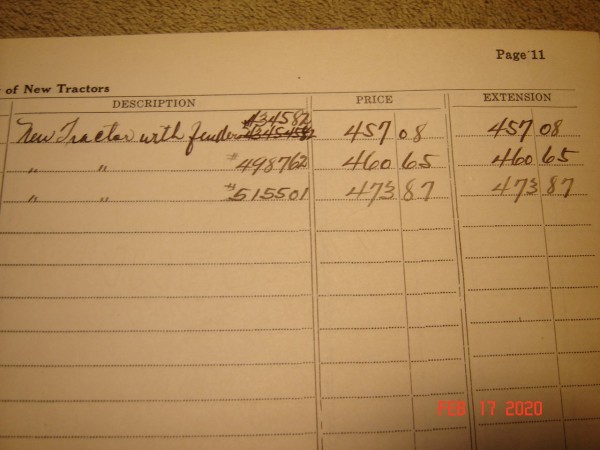 Page 11
of New Tractors
DESCRIPTION PRICE EXTENSION
#434582
New Tractor with fenders 457 08 457 08
" " #498762 460 65 460 65
" " #515501 473 87 473 87
FEB 17 2020